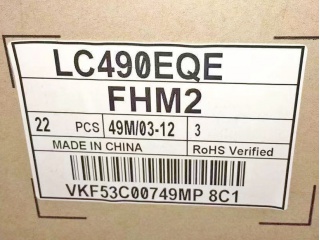 LC490EQE
FHM2
22 PCS 49M/03-12 3
MADE IN CHINA RoHS Verified
VKF53C00749MP 8C1